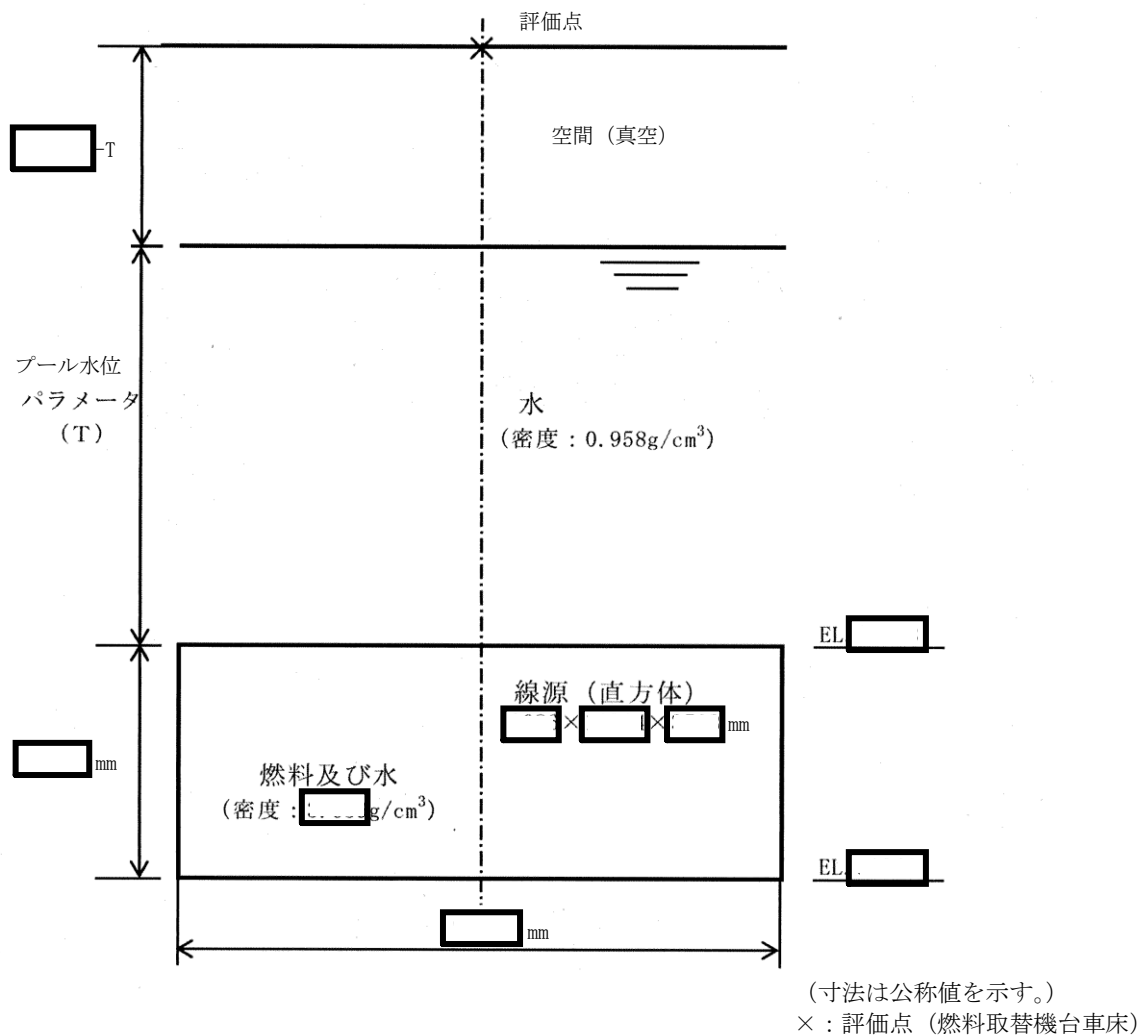 評価点
空間（真空）
-T
プール水位
パラメータ
（T）
水
（密度：0.958g/cm³）
EL
線源（直方体）
× × mm
mm
燃料及び水
（密度： g/cm³）
EL
mm
（寸法は公称値を示す。）
×：評価点（燃料取替機台車床）